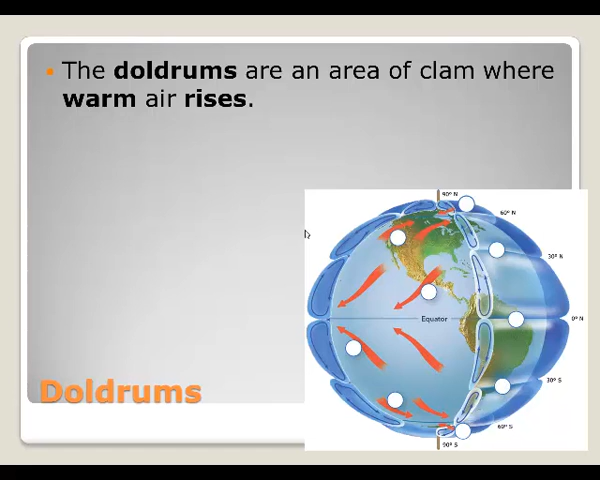 The doldrums are an area of clam where
warm air rises.
90° N
60° N
30° N
Equator
0° N
30° S
60° S
90° S
Doldrums